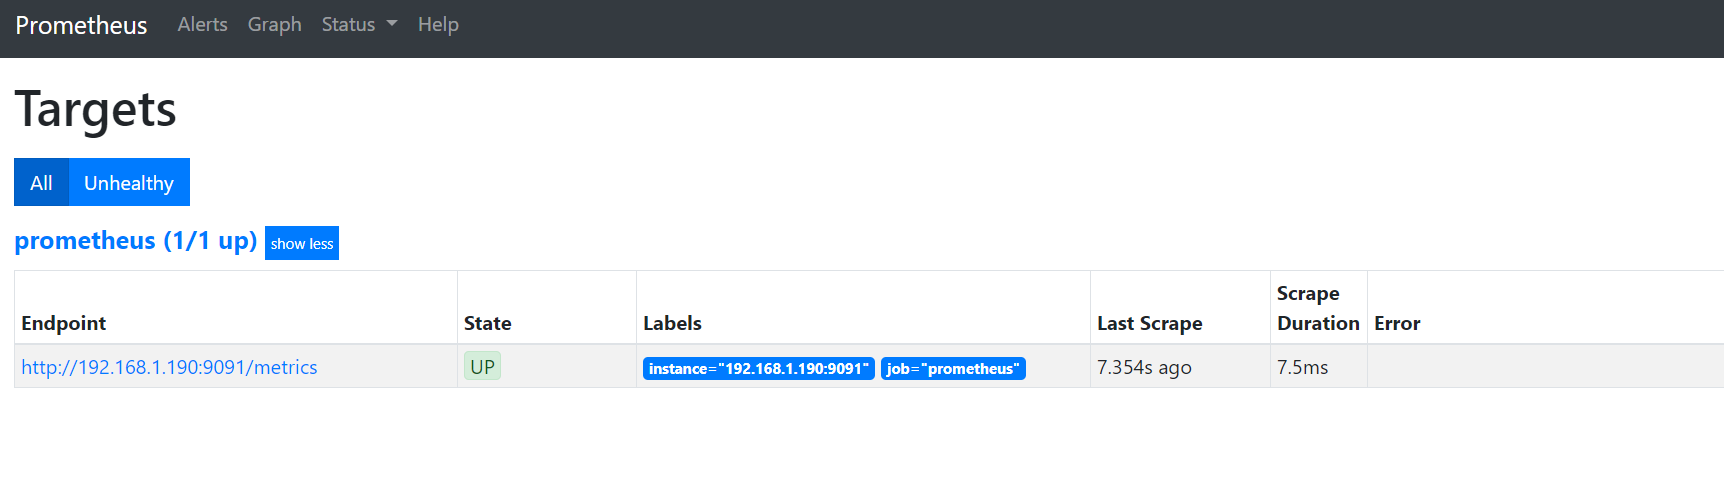 Prometheus Alerts Graph Status Help
Targets
All Unhealthy
prometheus (1/1 up) show less
Endpoint State Labels Last Scrape Scrape Duration Error
http://192.168.1.190:9091/metrics UP instance="192.168.1.190:9091" job="prometheus" 7.354s ago 7.5ms